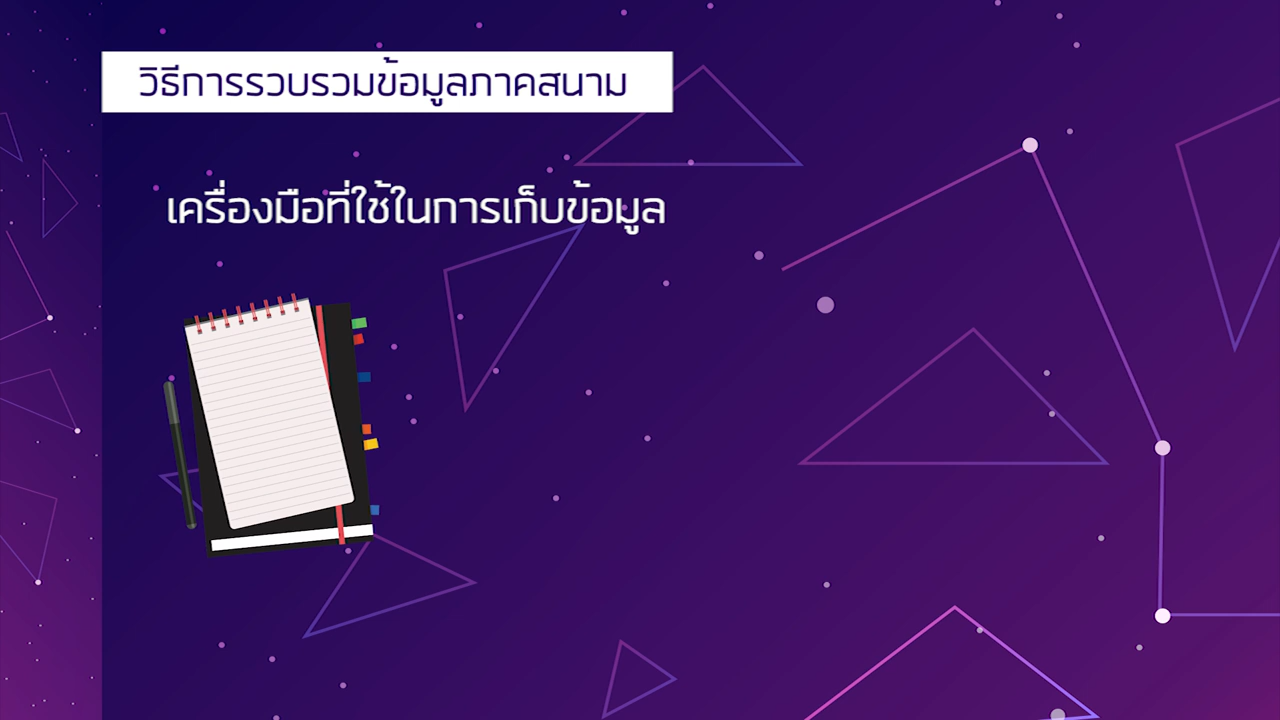 วิธีการรวบรวมข้อมูลภาคสนาม
เครื่องมือที่ใช้ในการเก็บข้อมูล